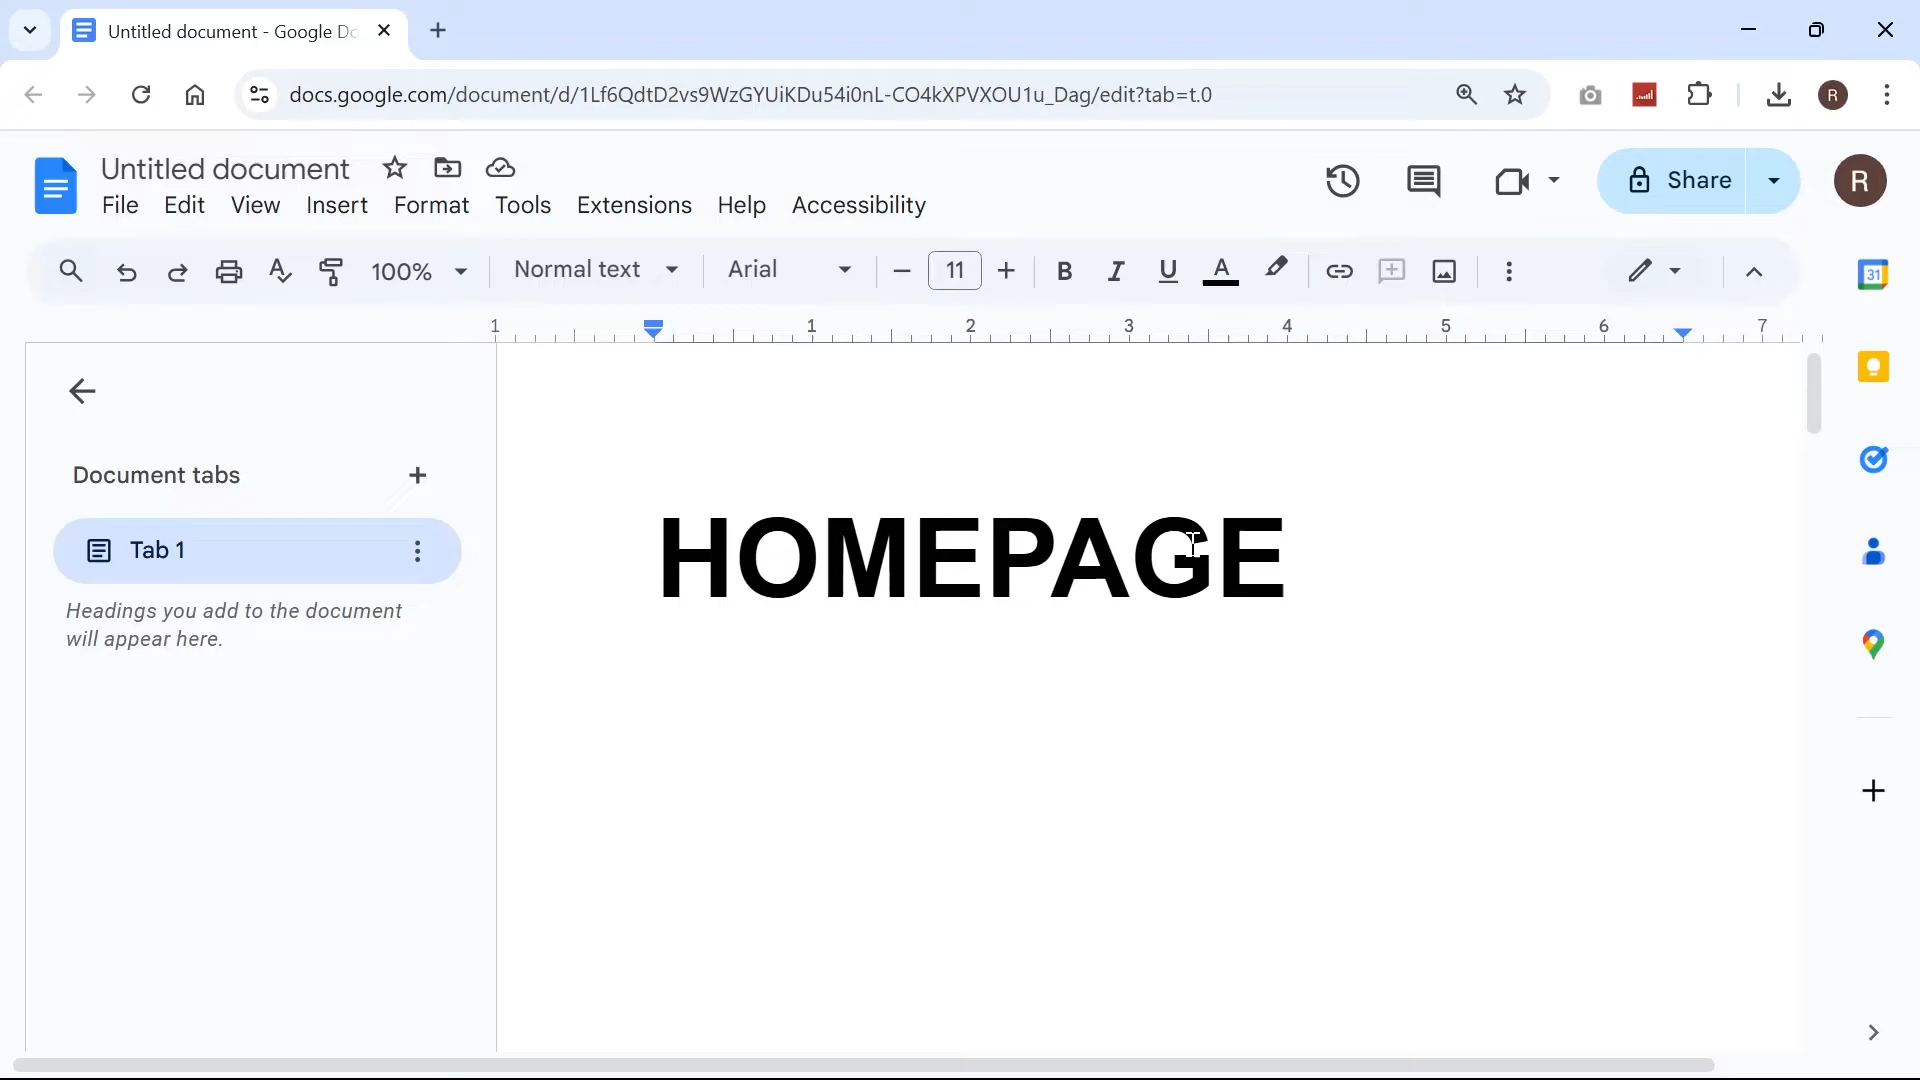 Untitled document - Google Do
docs.google.com/document/d/1Lf6QdtD2vs9WzGYUiKDu54i0nL-CO4kXPVXOU1u_Dag/edit?tab=t.0
R
Untitled document
File Edit View Insert Format Tools Extensions Help Accessibility
Share
R
100% Normal text Arial 11 B I U A
31
1 1 2 3 4 5 6 7
Document tabs
Tab 1
Headings you add to the document
will appear here.
HOMEPAGE